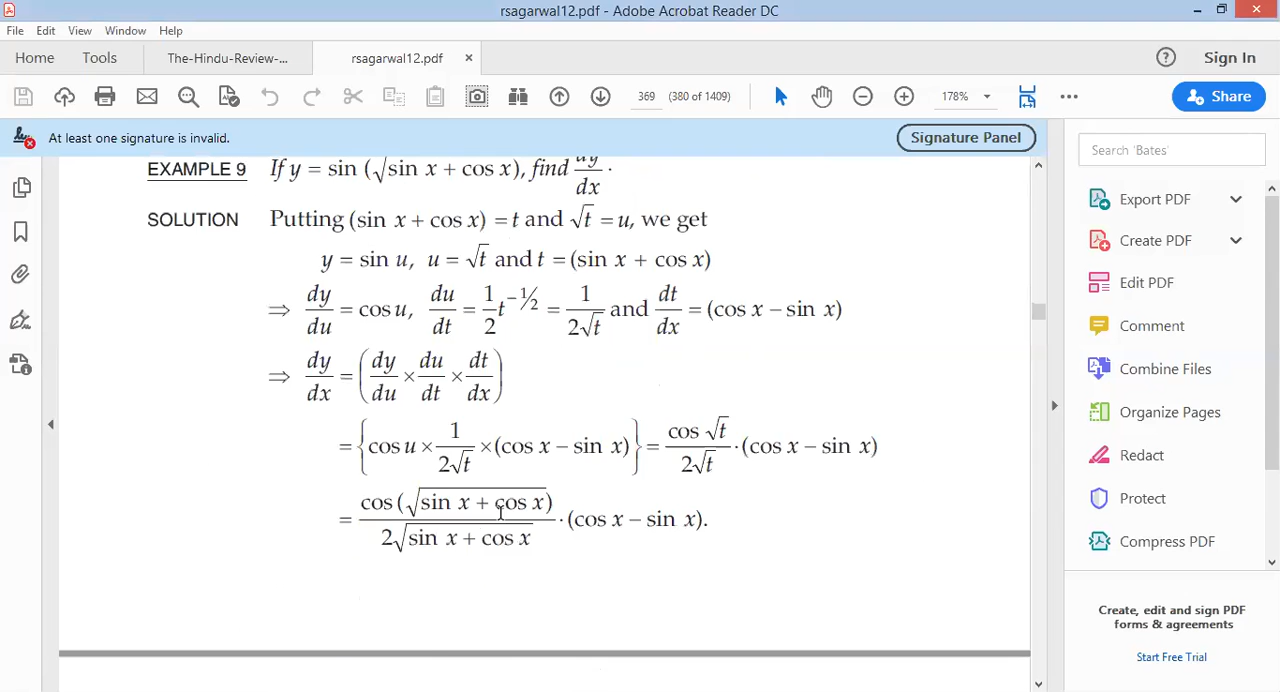 rsagarwal12.pdf - Adobe Acrobat Reader DC
File Edit View Window Help
Home Tools The-Hindu-Review-... rsagarwal12.pdf ×
Sign In
369 (380 of 1409) 178% Share
At least one signature is invalid. Signature Panel
EXAMPLE 9 If y = sin (√sin x + cos x), find dy/dx ·
SOLUTION Putting (sin x + cos x) = t and √t = u, we get
y = sin u, u = √t and t = (sin x + cos x)
⇒ dy/du = cos u, du/dt = 1/2 t^(-1/2) = 1/(2√t) and dt/dx = (cos x – sin x)
⇒ dy/dx = (dy/du × du/dt × dt/dx)
= {cos u × 1/(2√t) × (cos x – sin x)} = cos √t/(2√t) · (cos x – sin x)
= cos (√(sin x + cos x))/(2√(sin x + cos x)) · (cos x – sin x).
Search 'Bates'
Export PDF
Create PDF
Edit PDF
Comment
Combine Files
Organize Pages
Redact
Protect
Compress PDF
Create, edit and sign PDF
forms & agreements
Start Free Trial